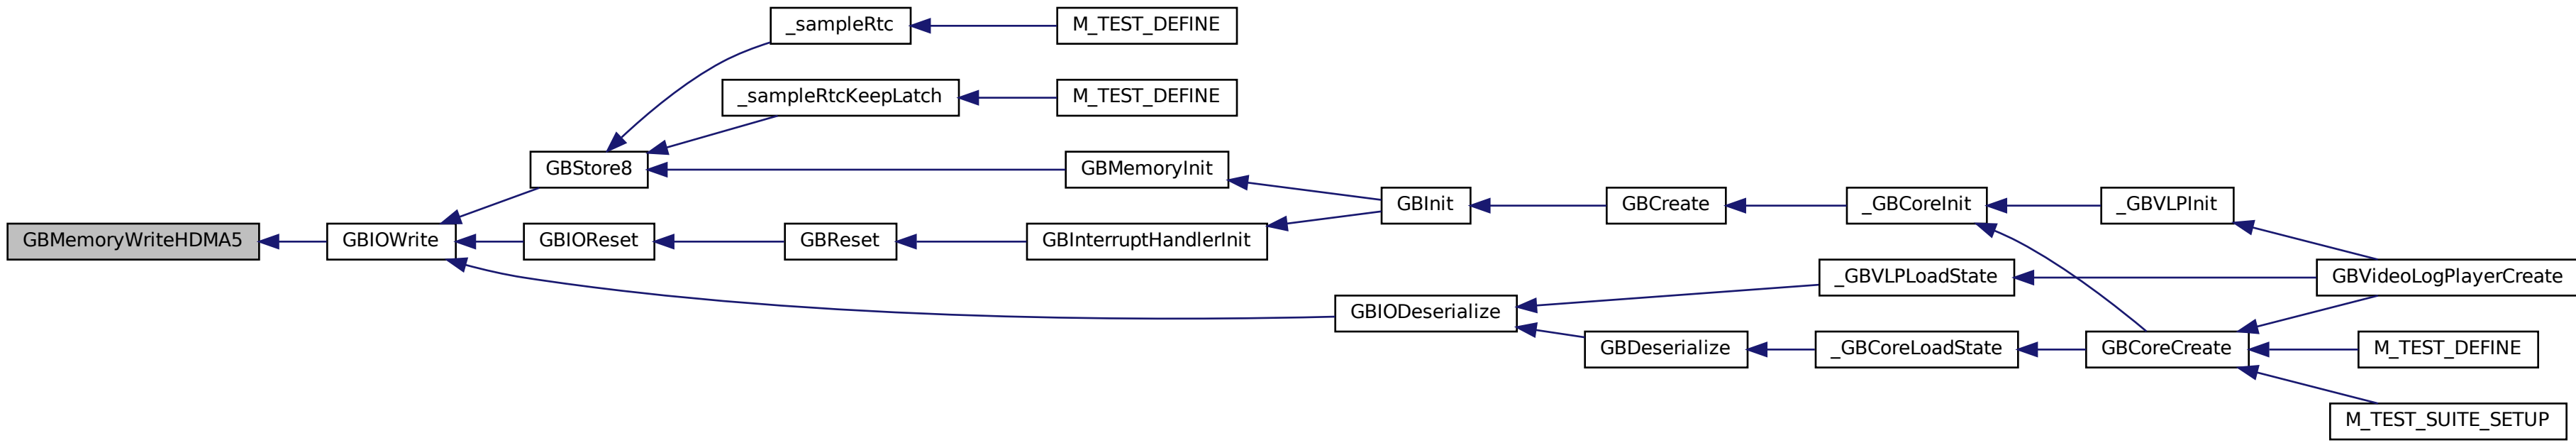 _sampleRtc
M_TEST_DEFINE
_sampleRtcKeepLatch
M_TEST_DEFINE
GBStore8
GBMemoryInit
GBInit
GBCreate
_GBCoreInit
_GBVLPInit
GBMemoryWriteHDMA5
GBIOWrite
GBIOReset
GBReset
GBInterruptHandlerInit
_GBVLPLoadState
GBVideoLogPlayerCreate
GBIODeserialize
GBDeserialize
_GBCoreLoadState
GBCoreCreate
M_TEST_DEFINE
M_TEST_SUITE_SETUP